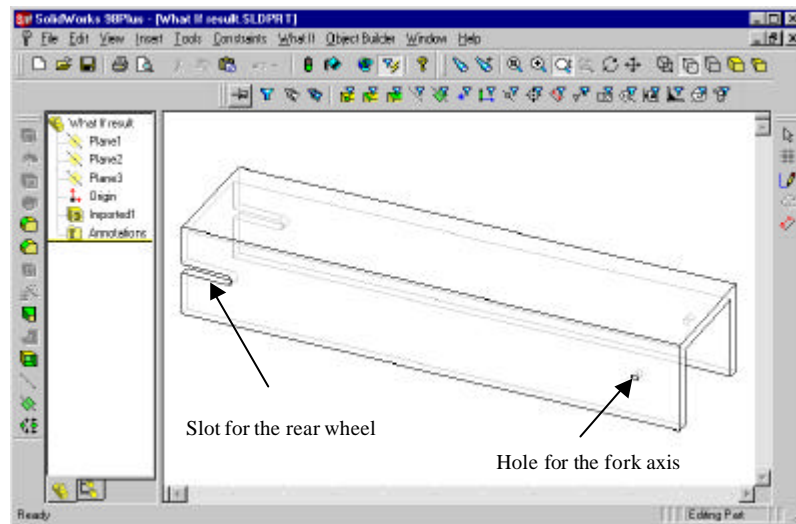 SolidWorks 98Plus - [What If result.SLDPRT]
File Edit View Insert Tools Constraints What It Object Builder Window Help
What If result
Plane1
Plane2
Plane3
Origin
Imported1
Annotations
Slot for the rear wheel
Hole for the fork axis
Ready
Editing Part